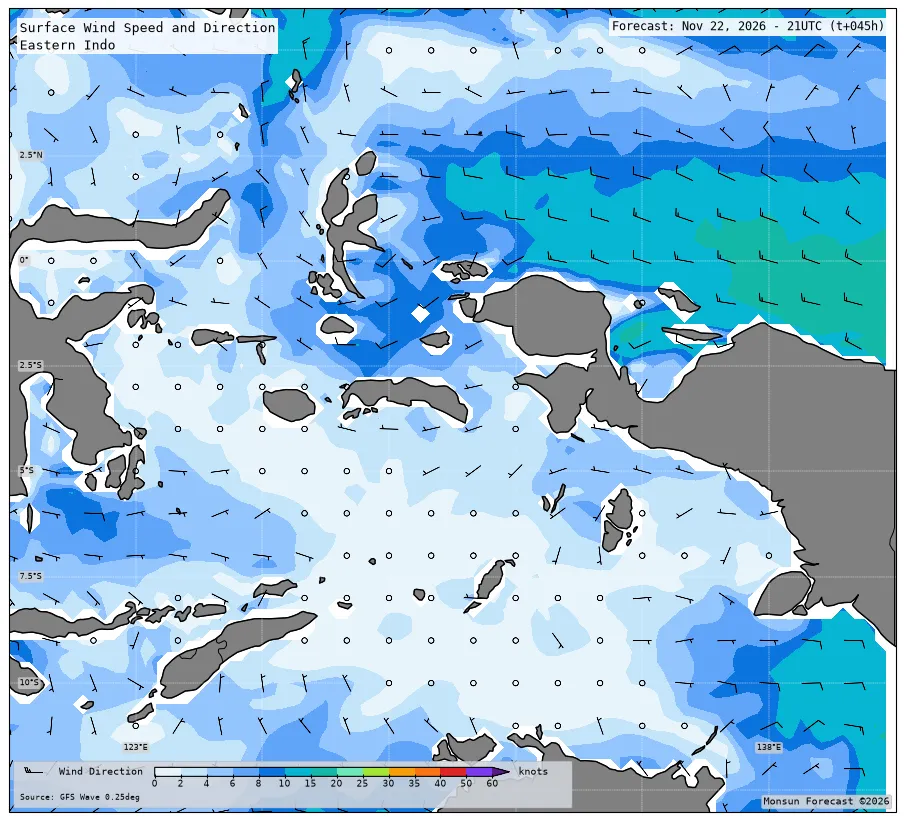 Surface Wind Speed and Direction
Eastern Indo
Forecast: Nov 22, 2026 - 21UTC (t+045h)
2.5°N
0°
2.5°S
5°S
7.5°S
10°S
123°E
138°E
Wind Direction
knots
0 2 4 6 8 10 15 20 25 30 35 40 50 60
Source: GFS Wave 0.25deg
Monsun Forecast ©2026